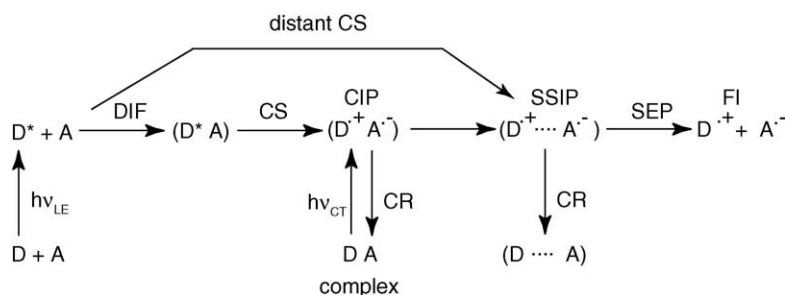 distant CS
CIP SSIP FI
DIF CS SEP
D* + A (D* A) (D·+ A·-) (D·+ ···· A·-) D·+ + A·-
hνLE hνCT CR CR
D + A D A (D ···· A)
complex